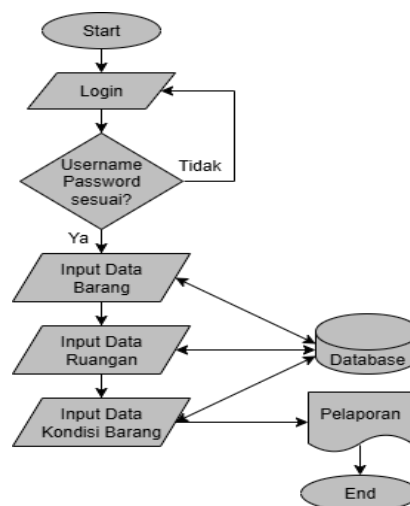 Start
Login
Username
Password
sesuai?
Tidak
Ya
Input Data
Barang
Input Data
Ruangan
Database
Input Data
Kondisi Barang
Pelaporan
End